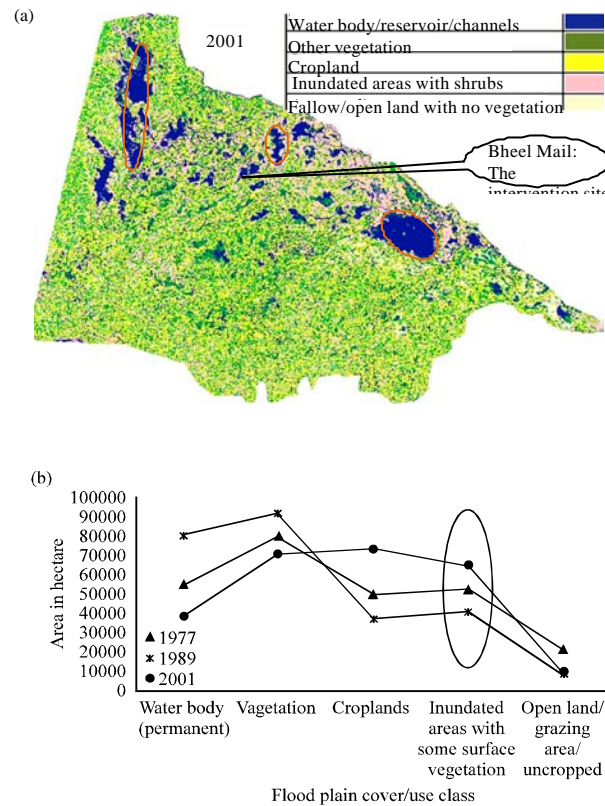 (a)
2001
Water body/reservoir/channels
Other vegetation
Cropland
Inundated areas with shrubs
Fallow/open land with no vegetation
Bheel Mail:
The
intervention site
(b)
100000
90000
80000
70000
60000
50000
40000
30000
20000
10000
0
Area in hectare
1977
1989
2001
Water body
(permanent)
Vagetation
Croplands
Inundated
areas with
some surface
vegetation
Open land/
grazing
area/
uncropped
Flood plain cover/use class